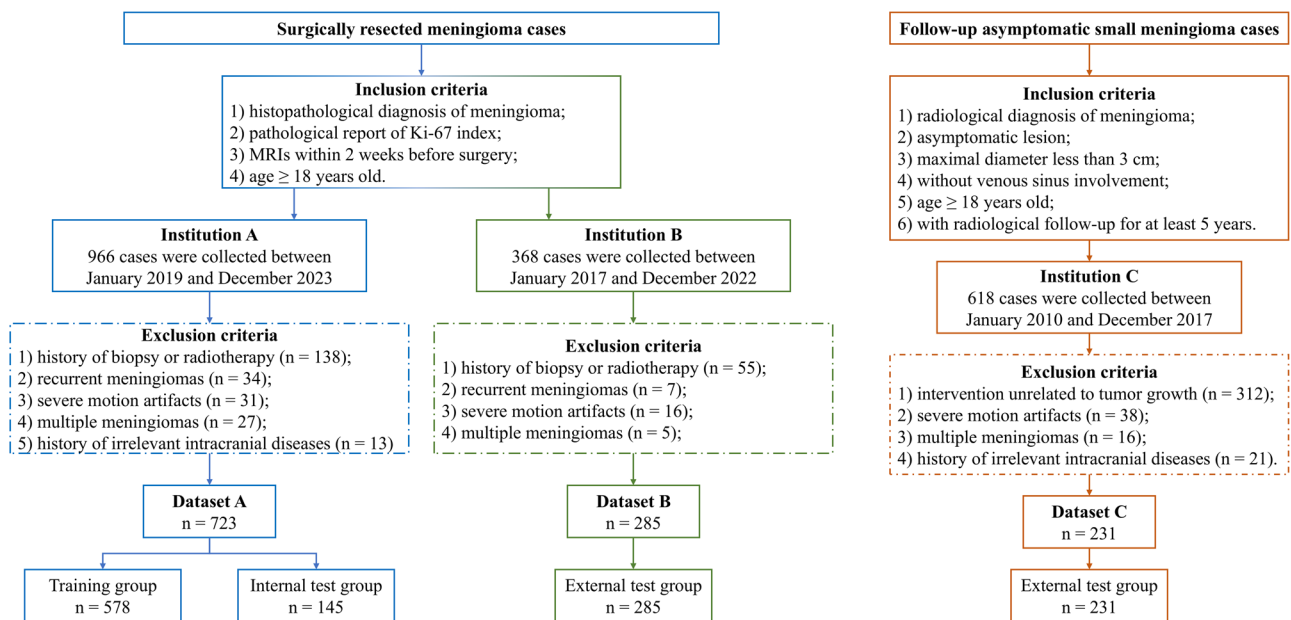 Surgically resected meningioma cases
Inclusion criteria
1) histopathological diagnosis of meningioma;
2) pathological report of Ki-67 index;
3) MRIs within 2 weeks before surgery;
4) age ≥ 18 years old.
Institution A
966 cases were collected between
January 2019 and December 2023
Exclusion criteria
1) history of biopsy or radiotherapy (n = 138);
2) recurrent meningiomas (n = 34);
3) severe motion artifacts (n = 31);
4) multiple meningiomas (n = 27);
5) history of irrelevant intracranial diseases (n = 13)
Dataset A
n = 723
Training group
n = 578
Internal test group
n = 145
Institution B
368 cases were collected between
January 2017 and December 2022
Exclusion criteria
1) history of biopsy or radiotherapy (n = 55);
2) recurrent meningiomas (n = 7);
3) severe motion artifacts (n = 16);
4) multiple meningiomas (n = 5);
Dataset B
n = 285
External test group
n = 285
Follow-up asymptomatic small meningioma cases
Inclusion criteria
1) radiological diagnosis of meningioma;
2) asymptomatic lesion;
3) maximal diameter less than 3 cm;
4) without venous sinus involvement;
5) age ≥ 18 years old;
6) with radiological follow-up for at least 5 years.
Institution C
618 cases were collected between
January 2010 and December 2017
Exclusion criteria
1) intervention unrelated to tumor growth (n = 312);
2) severe motion artifacts (n = 38);
3) multiple meningiomas (n = 16);
4) history of irrelevant intracranial diseases (n = 21).
Dataset C
n = 231
External test group
n = 231